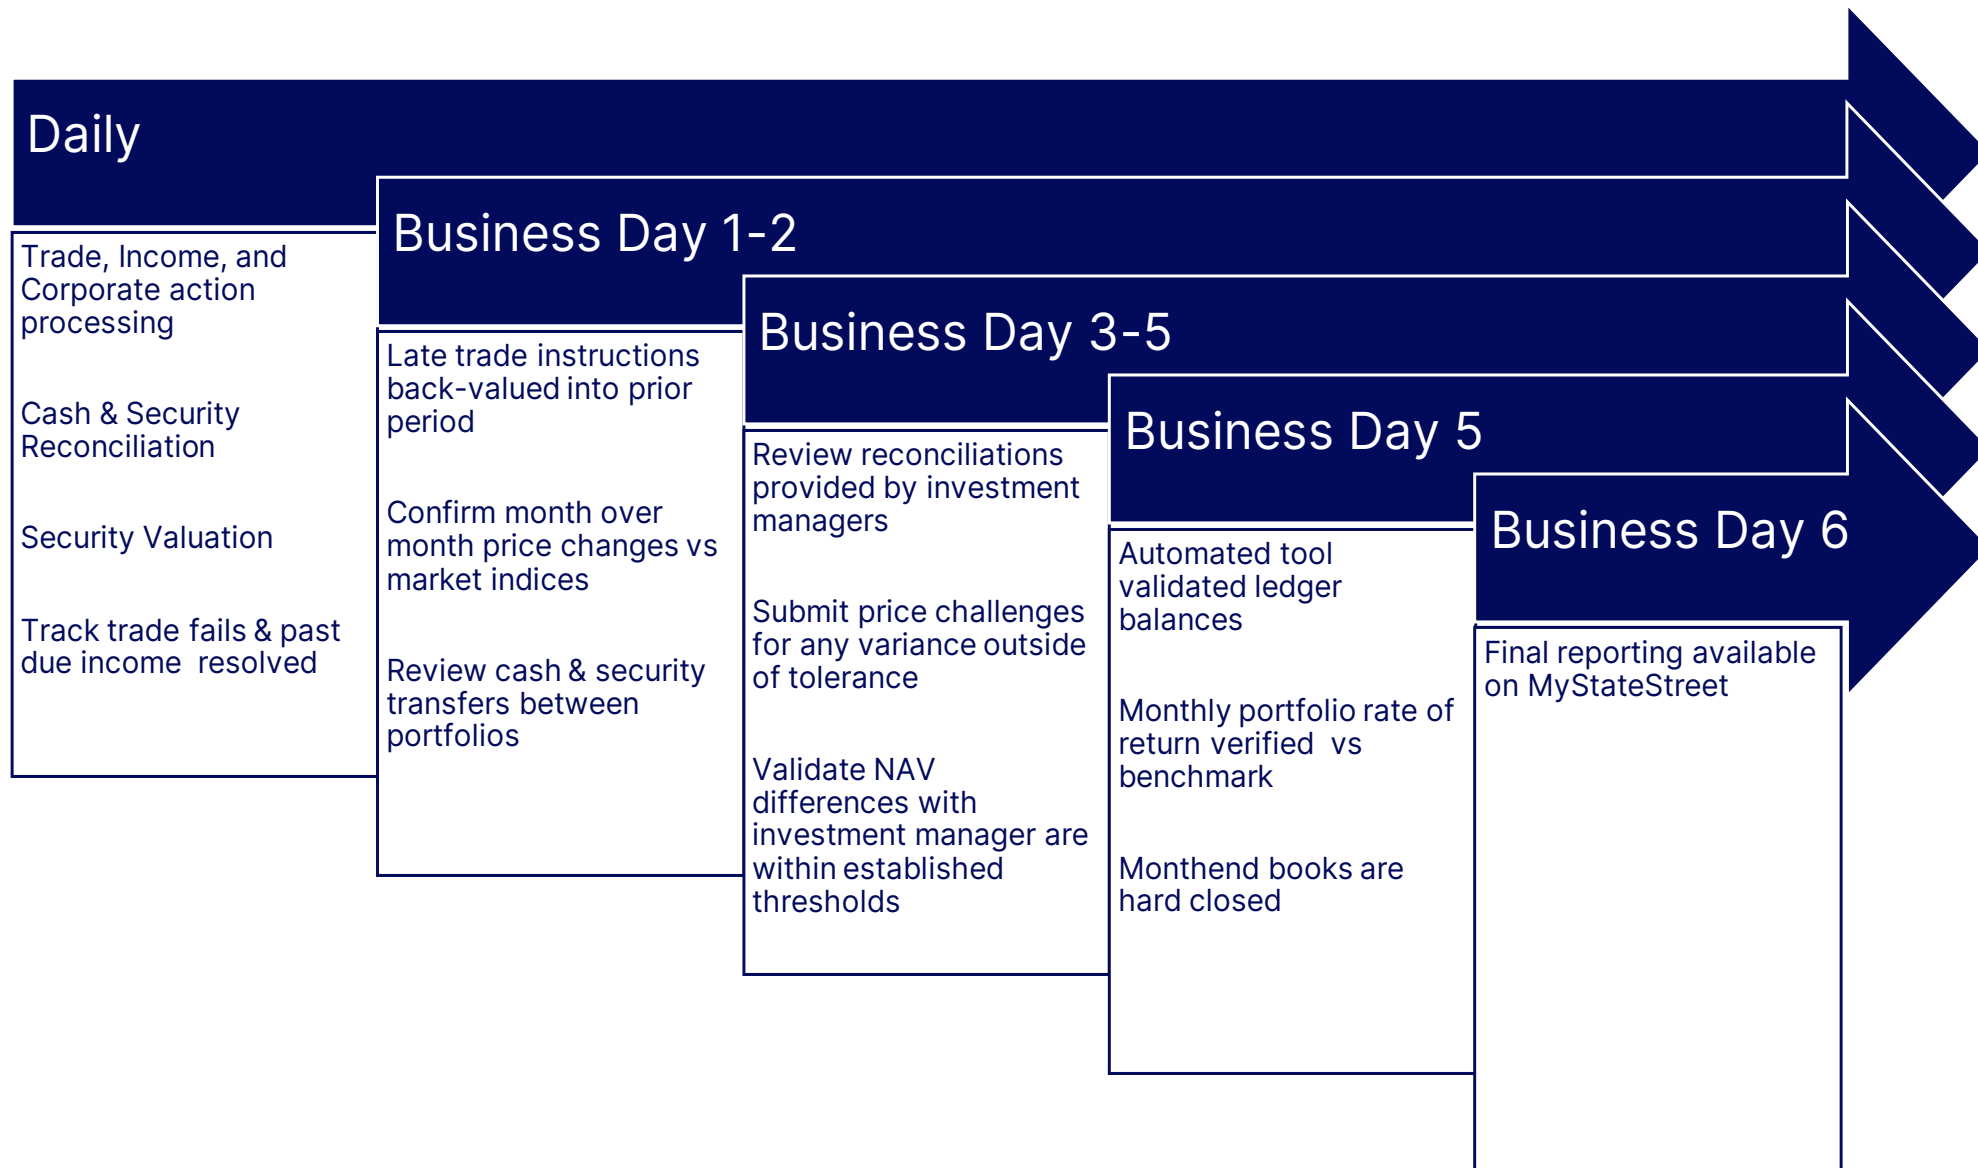 Daily
Trade, Income, and
Corporate action
processing
Cash & Security
Reconciliation
Security Valuation
Track trade fails & past
due income  resolved
Business Day 1-2
Late trade instructions
back-valued into prior
period
Confirm month over
month price changes vs
market indices
Review cash & security
transfers between
portfolios
Business Day 3-5
Review reconciliations
provided by investment
managers
Submit price challenges
for any variance outside
of tolerance
Validate NAV
differences with
investment manager are
within established
thresholds
Business Day 5
Automated tool
validated ledger
balances
Monthly portfolio rate of
return verified  vs
benchmark
Monthend books are
hard closed
Business Day 6
Final reporting available
on MyStateStreet